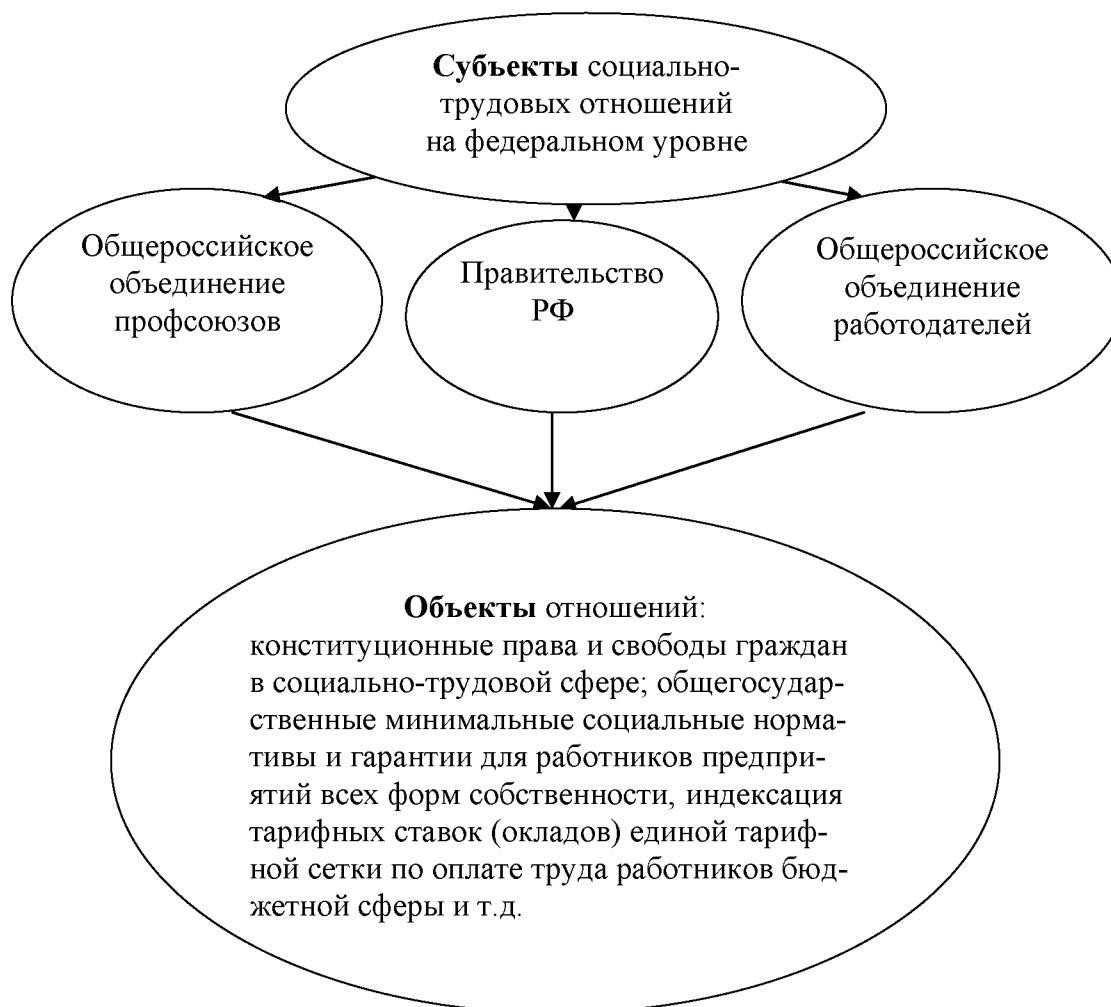 Субъекты социально-
трудовых отношений
на федеральном уровне
Общероссийское
объединение
профсоюзов
Правительство
РФ
Общероссийское
объединение
работодателей
Объекты отношений:
конституционные права и свободы граждан
в социально-трудовой сфере; общегосудар-
ственные минимальные социальные норма-
тивы и гарантии для работников предпри-
ятий всех форм собственности, индексация
тарифных ставок (окладов) единой тариф-
ной сетки по оплате труда работников бюд-
жетной сферы и т.д.